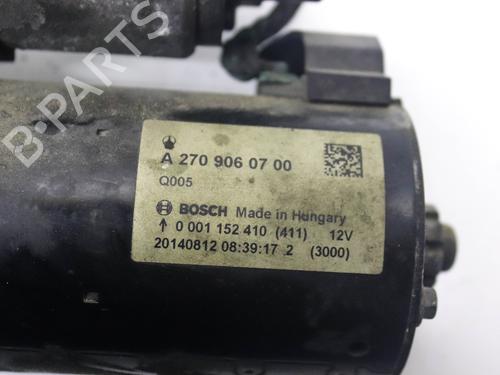 B-PARTS
A 270 906 07 00
Q005
BOSCH Made in Hungary
↑ 0 001 152 410 (411) 12V
20140812 08:39:17 2 (3000)